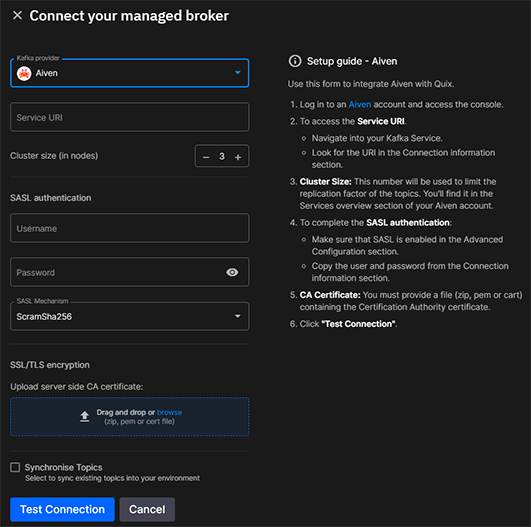 Connect your managed broker
Kafka provider
Aiven
Service URI
Cluster size (in nodes)
3
SASL authentication
Username
Password
SASL Mechanism
ScramSha256
SSL/TLS encryption
Upload server side CA certificate:
Drag and drop or browse
(zip, pem or cert file)
Synchronise Topics
Select to sync existing topics into your environment
Test Connection
Cancel
Setup guide - Aiven
Use this form to integrate Aiven with Quix.
1. Log in to an Aiven account and access the console.
2. To access the Service URI.
Navigate into your Kafka Service.
Look for the URI in the Connection information
section.
3. Cluster Size: This number will be used to limit the
replication factor of the topics. You'll find it in the
Services overview section of your Aiven account.
4. To complete the SASL authentication:
Make sure that SASL is enabled in the Advanced
Configuration section.
Copy the user and password from the Connection
information section.
5. CA Certificate: You must provide a file (zip, pem or cart)
containing the Certification Authority certificate.
6. Click "Test Connection".